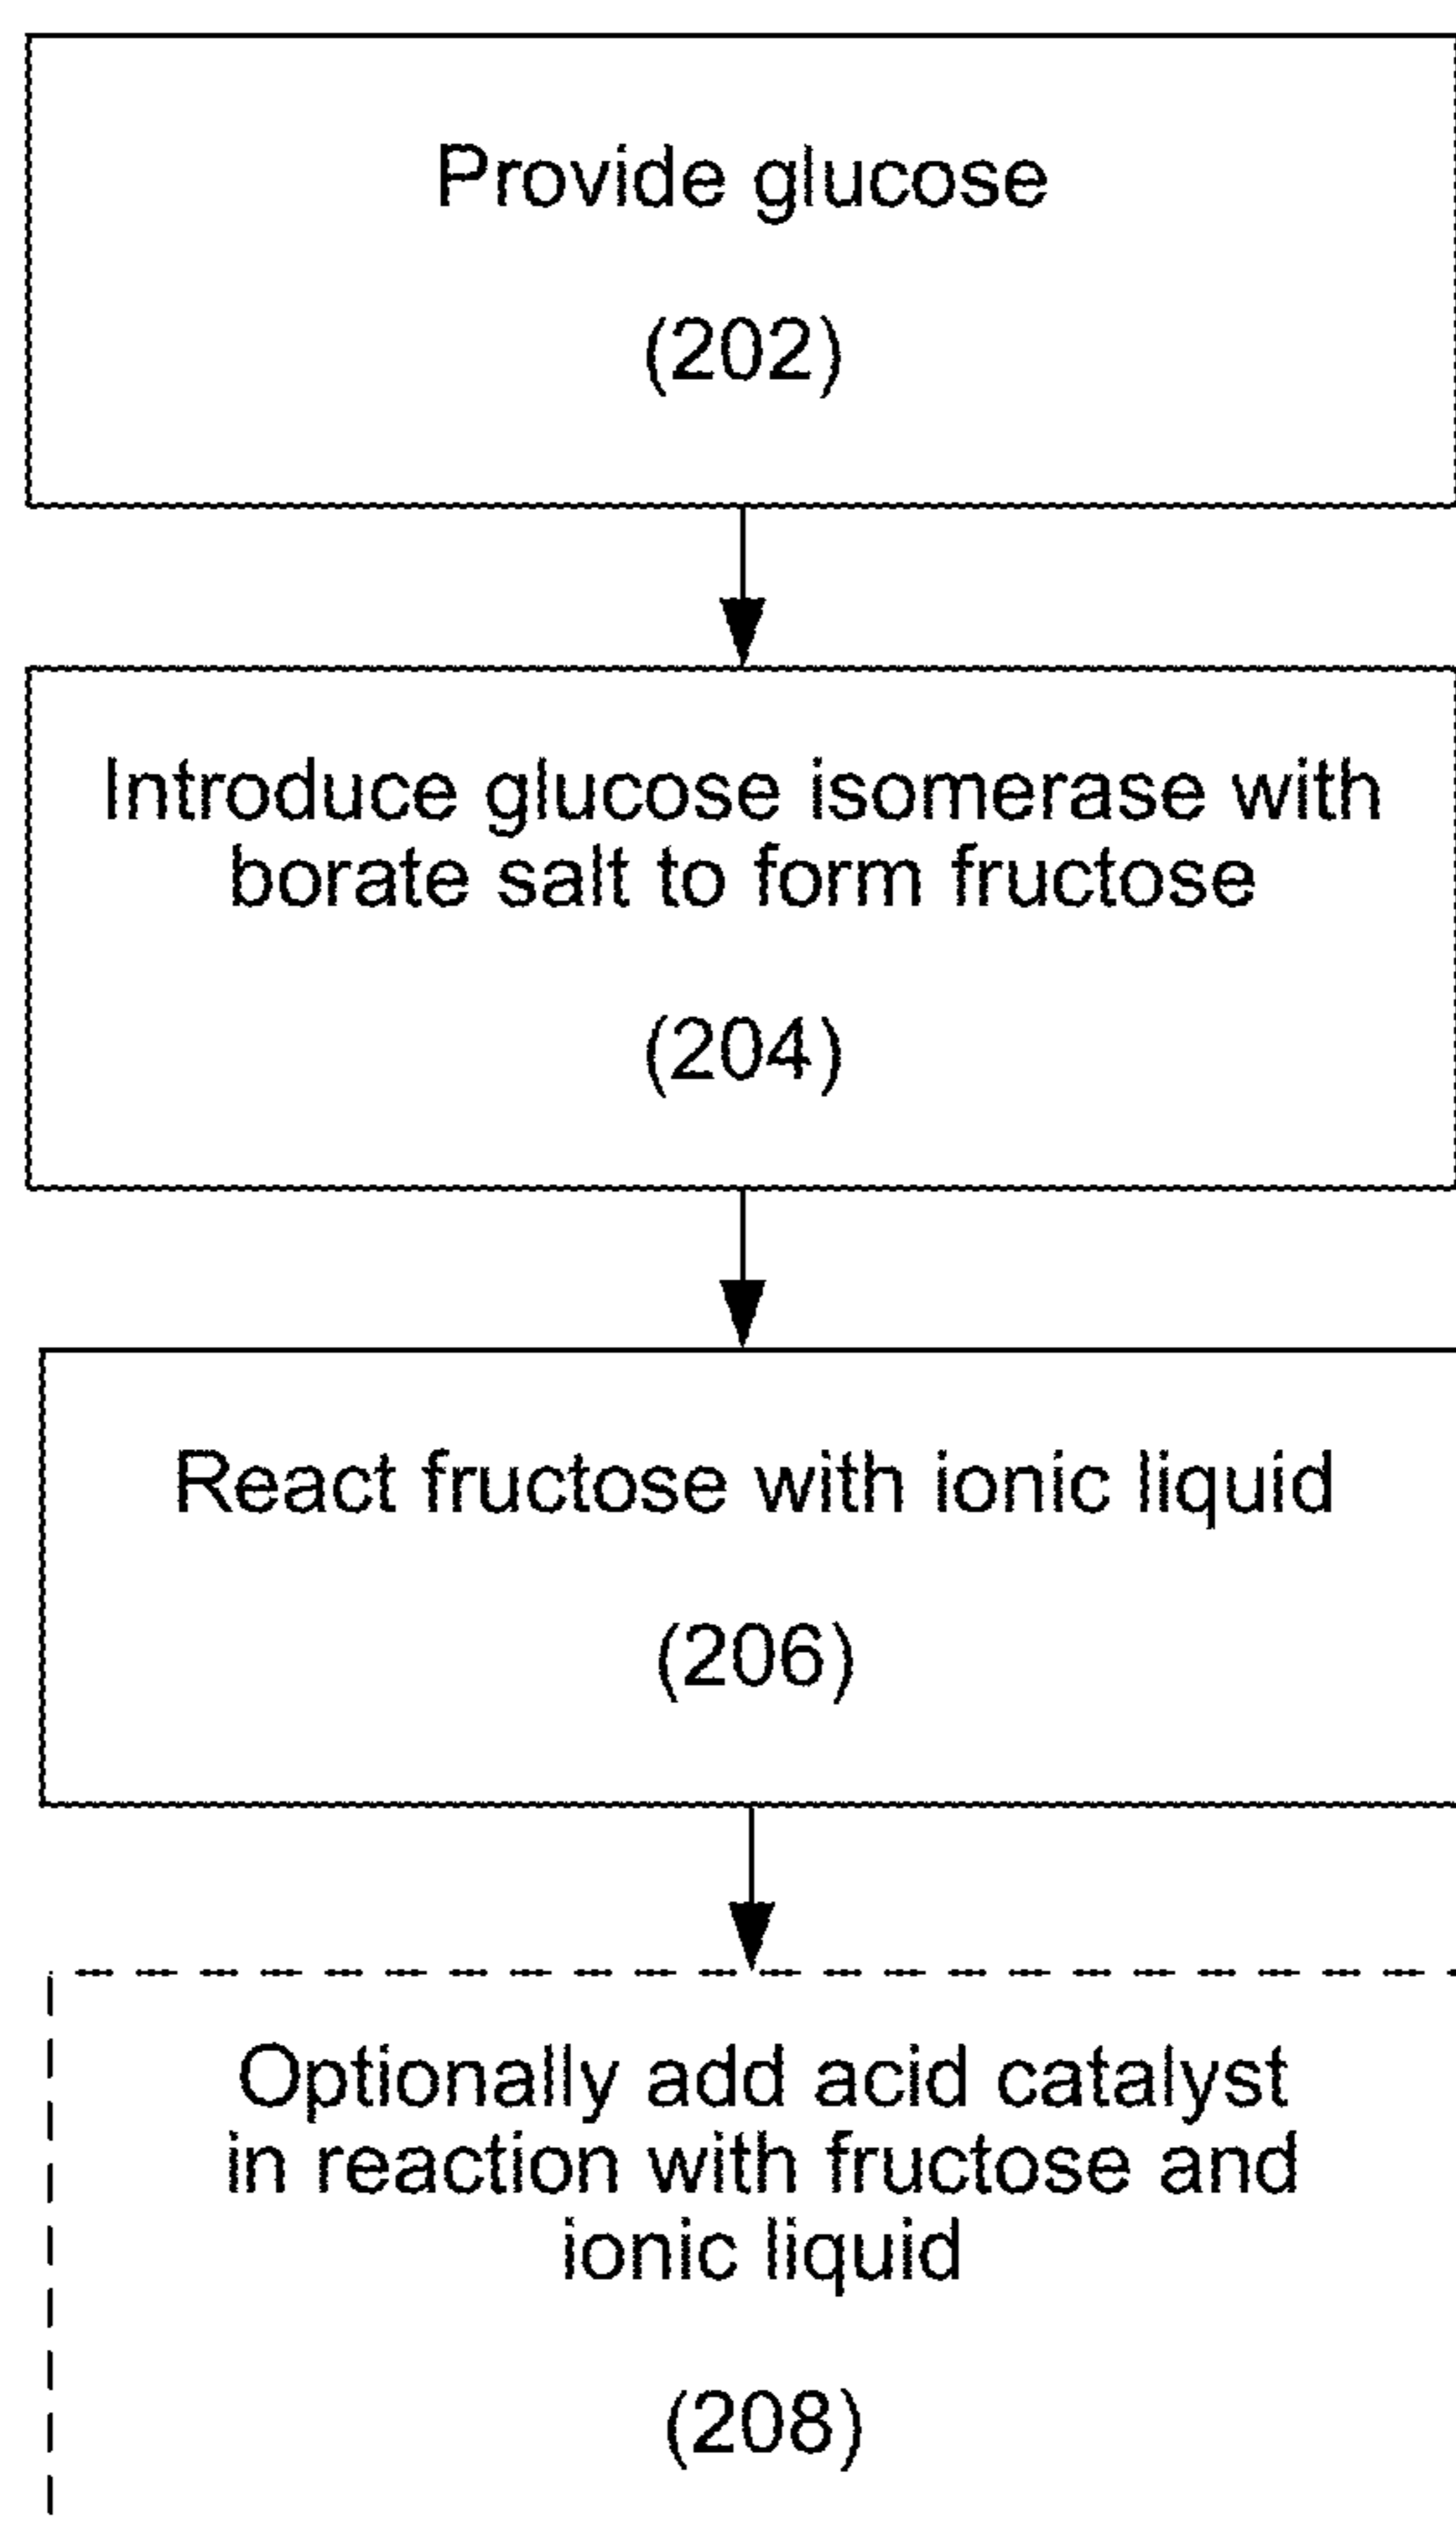 Provide glucose
(202)
Introduce glucose isomerase with
borate salt to form fructose
(204)
React fructose with ionic liquid
(206)
Optionally add acid catalyst
in reaction with fructose and
ionic liquid
(208)